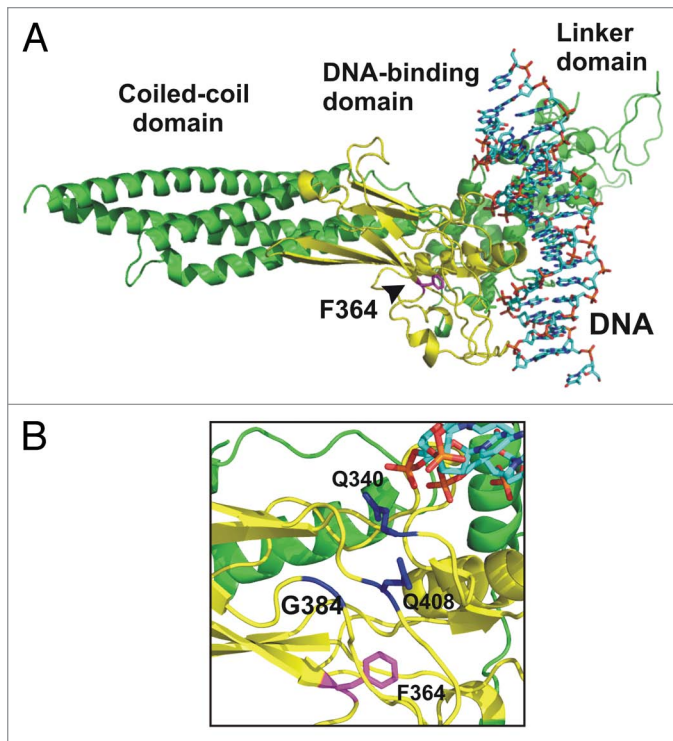 A
Linker
domain
DNA-binding
domain
Coiled-coil
domain
F364
DNA
B
Q340
G384
Q408
F364